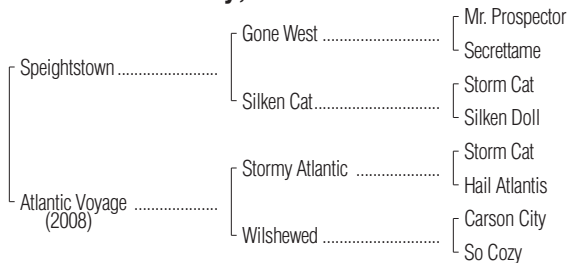 Mr. Prospector
Gone West ..........................
Secrettame
Speightstown ......................
Storm Cat
Silken Cat............................
Silken Doll
Storm Cat
Stormy Atlantic ..................
Hail Atlantis
Atlantic Voyage ..................
(2008)
Carson City
Wilshewed ..........................
So Cozy